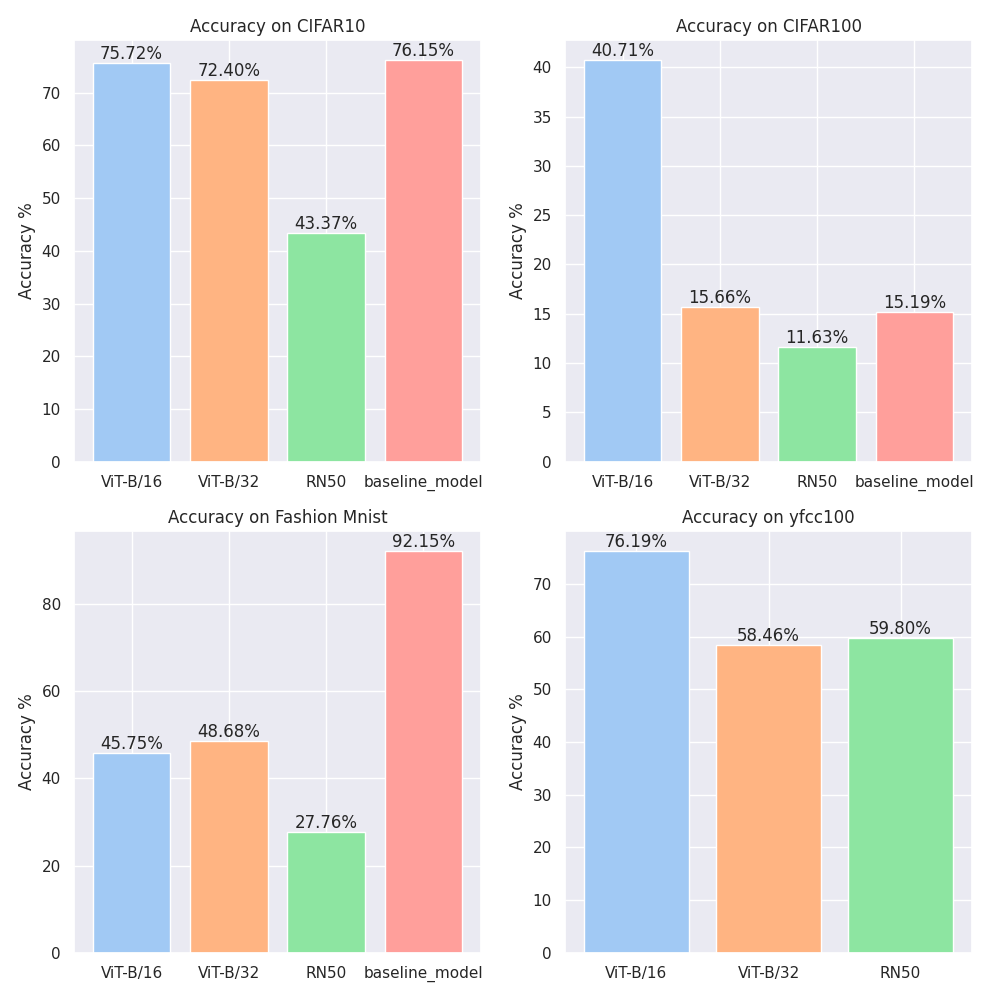 Accuracy on CIFAR10
Accuracy %
70
60
50
40
30
20
10
0
75.72%
72.40%
43.37%
76.15%
ViT-B/16
ViT-B/32
RN50
baseline_model
Accuracy on CIFAR100
Accuracy %
40
35
30
25
20
15
10
5
0
40.71%
15.66%
11.63%
15.19%
ViT-B/16
ViT-B/32
RN50
baseline_model
Accuracy on Fashion Mnist
Accuracy %
80
60
40
20
0
45.75%
48.68%
27.76%
92.15%
ViT-B/16
ViT-B/32
RN50
baseline_model
Accuracy on yfcc100
Accuracy %
70
60
50
40
30
20
10
0
76.19%
58.46%
59.80%
ViT-B/16
ViT-B/32
RN50